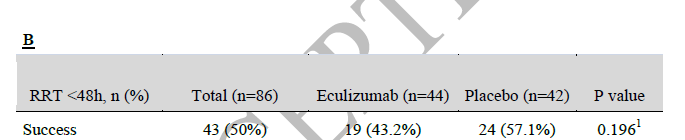 B
RRT <48h, n (%) Total (n=86) Eculizumab (n=44) Placebo (n=42) P value
Success 43 (50%) 19 (43.2%) 24 (57.1%) 0.196¹